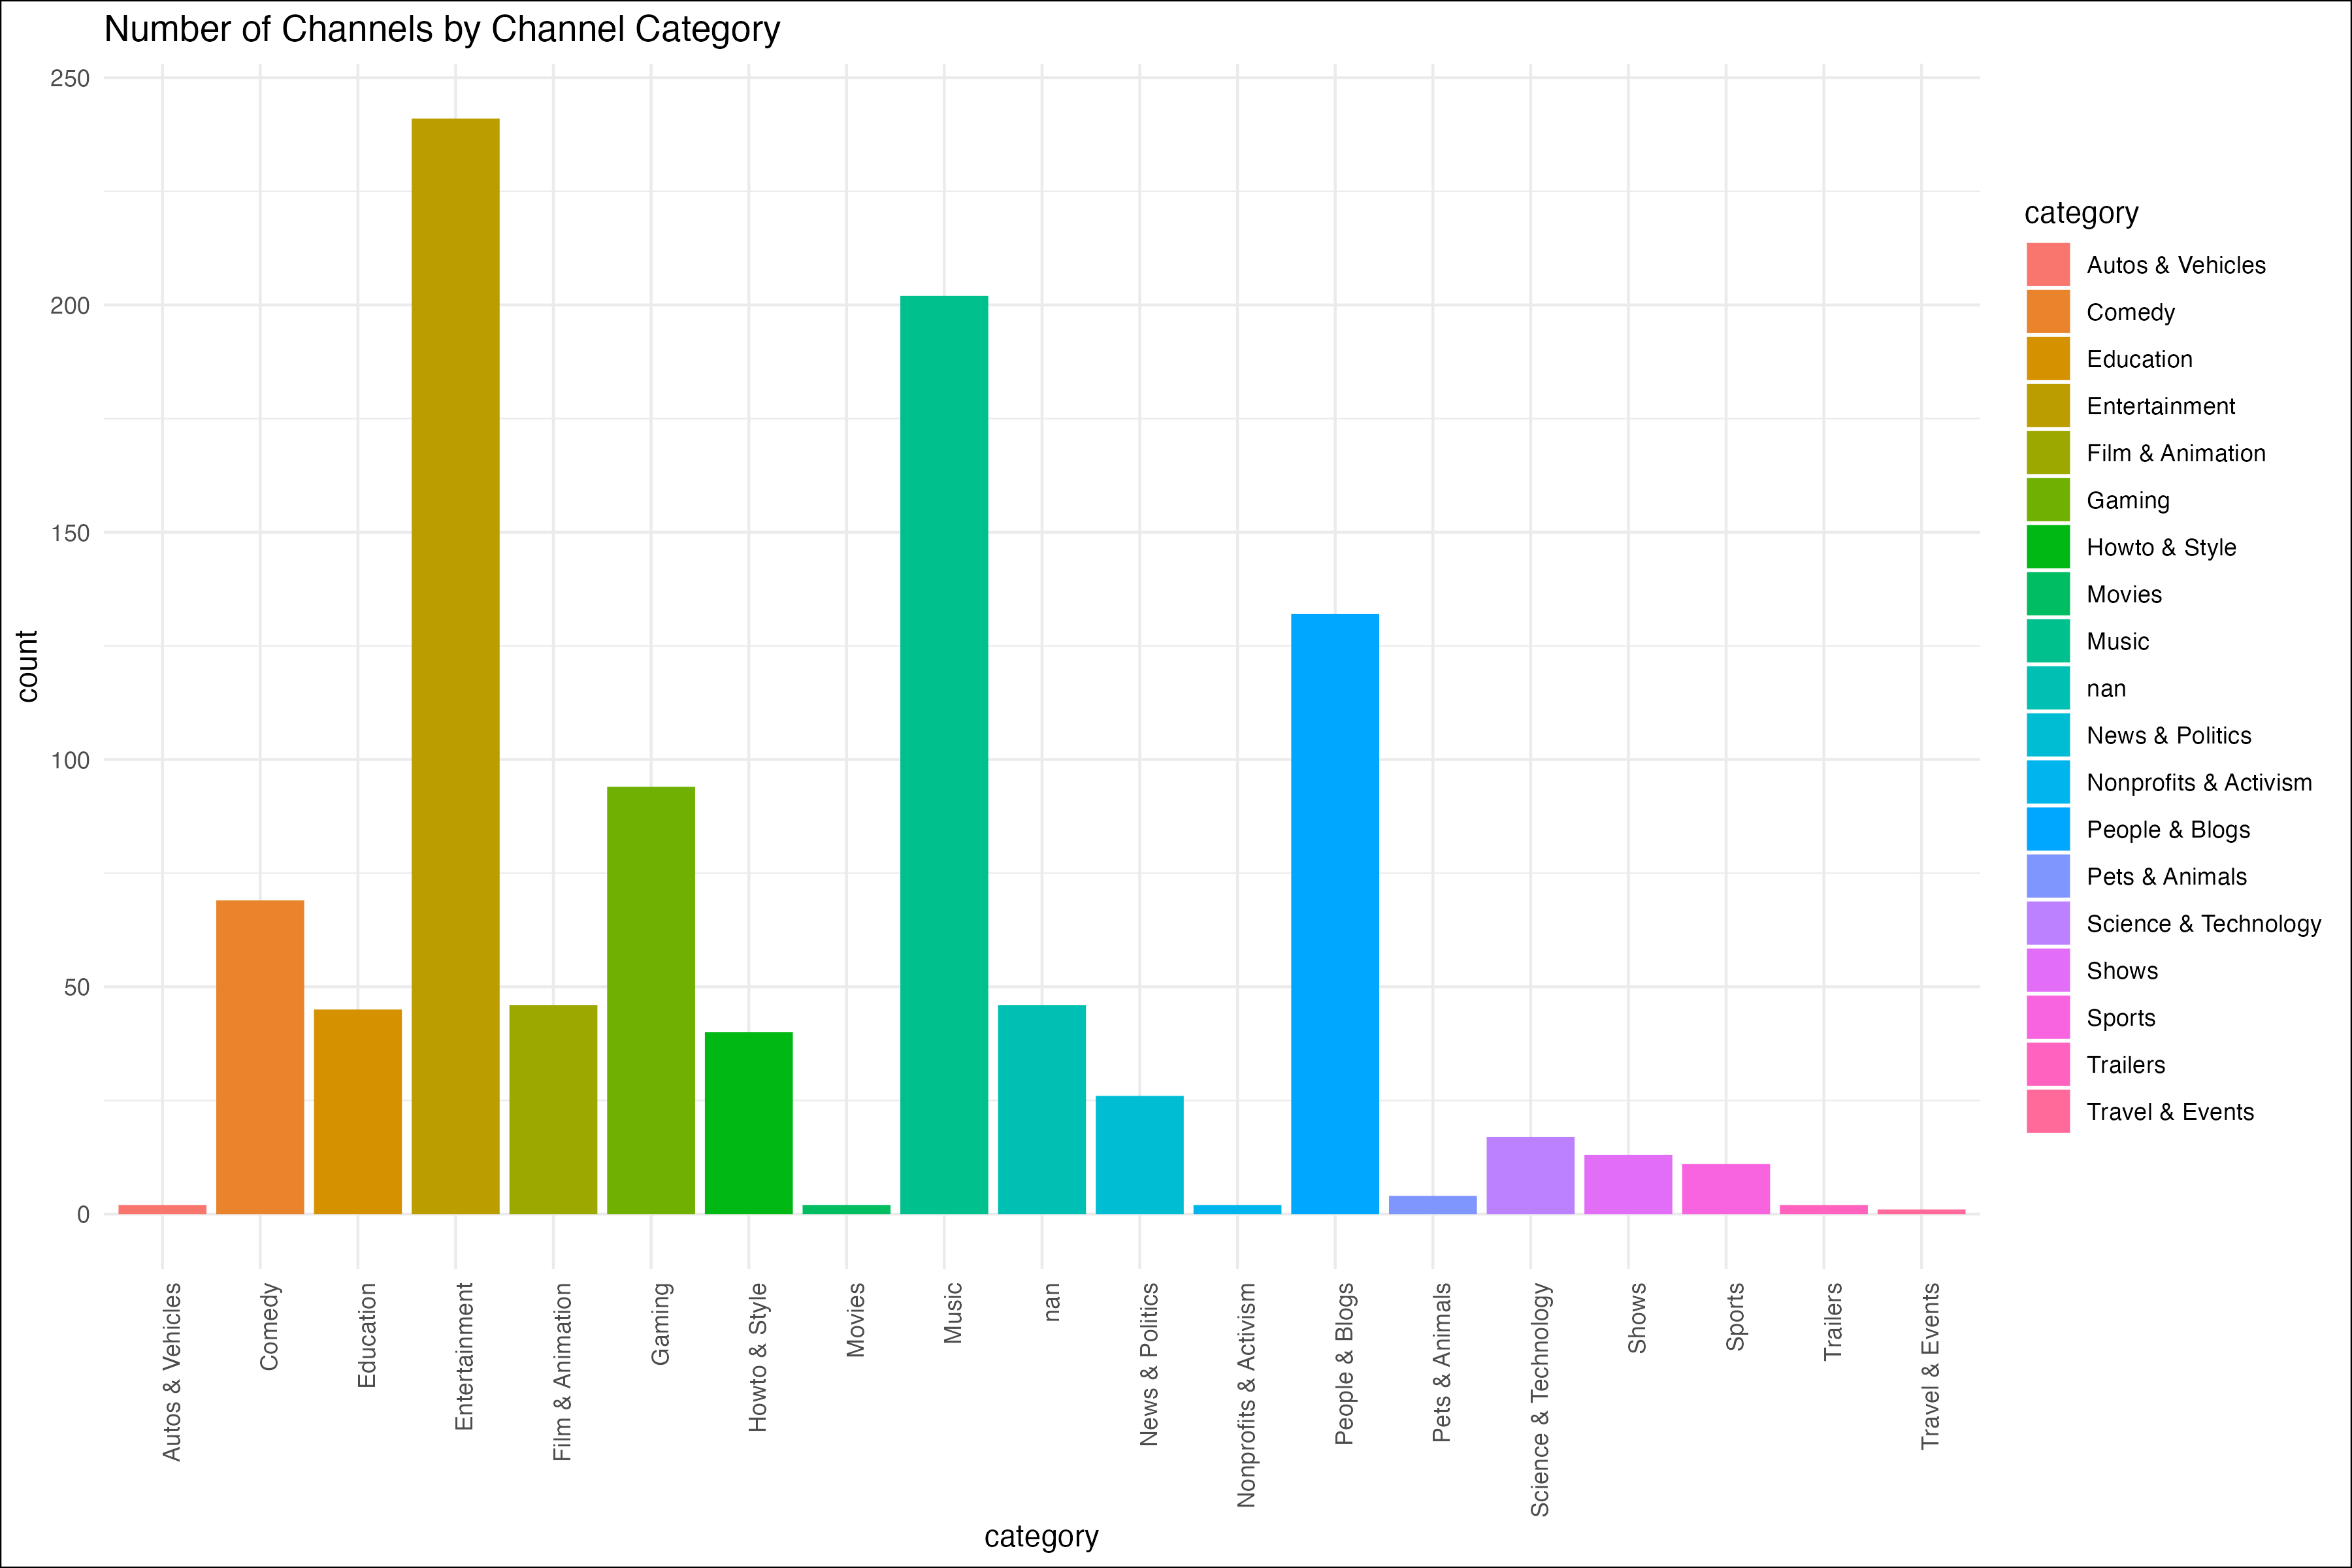 Number of Channels by Channel Category
250
200
150
100
50
0
count
Autos & Vehicles
Comedy
Education
Entertainment
Film & Animation
Gaming
Howto & Style
Movies
Music
nan
News & Politics
Nonprofits & Activism
People & Blogs
Pets & Animals
Science & Technology
Shows
Sports
Trailers
Travel & Events
category
category
Autos & Vehicles
Comedy
Education
Entertainment
Film & Animation
Gaming
Howto & Style
Movies
Music
nan
News & Politics
Nonprofits & Activism
People & Blogs
Pets & Animals
Science & Technology
Shows
Sports
Trailers
Travel & Events